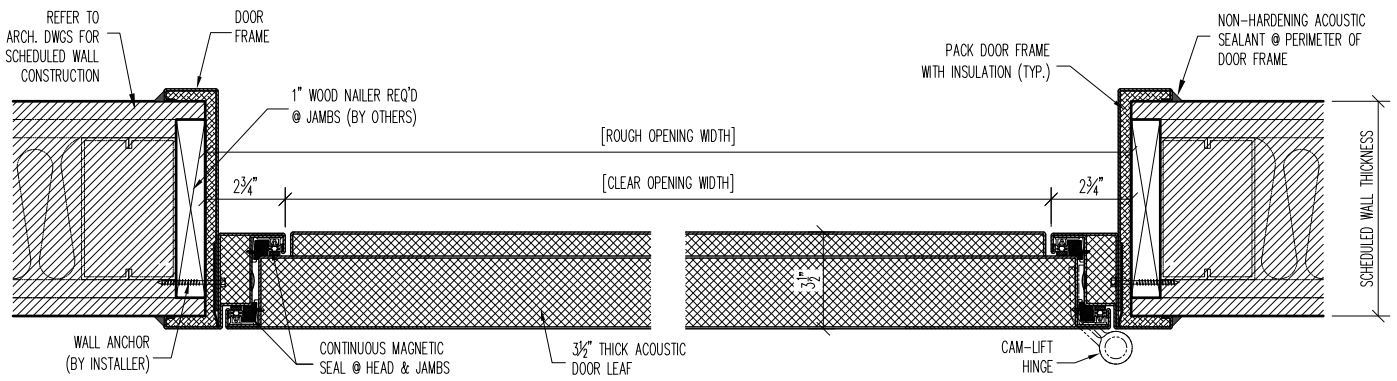 REFER TO
ARCH. DWGS FOR
SCHEDULED WALL
CONSTRUCTION
DOOR
FRAME
1" WOOD NAILER REQ'D
@ JAMBS (BY OTHERS)
PACK DOOR FRAME
WITH INSULATION (TYP.)
NON-HARDENING ACOUSTIC
SEALANT @ PERIMETER OF
DOOR FRAME
[ROUGH OPENING WIDTH]
2¾"
[CLEAR OPENING WIDTH]
2¾"
3½"
SCHEDULED WALL THICKNESS
WALL ANCHOR
(BY INSTALLER)
CONTINUOUS MAGNETIC
SEAL @ HEAD & JAMBS
3½" THICK ACOUSTIC
DOOR LEAF
CAM-LIFT
HINGE